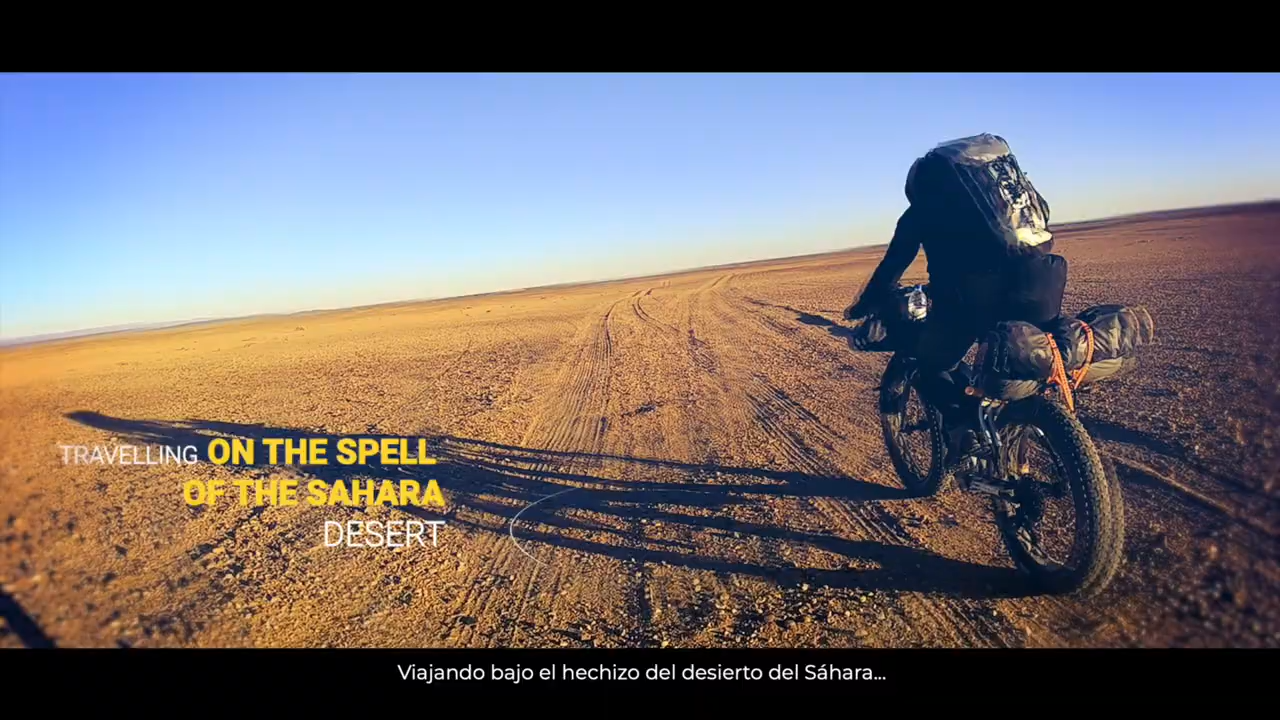 TRAVELLING ON THE SPELL
OF THE SAHARA
DESERT
Viajando bajo el hechizo del desierto del Sáhara...